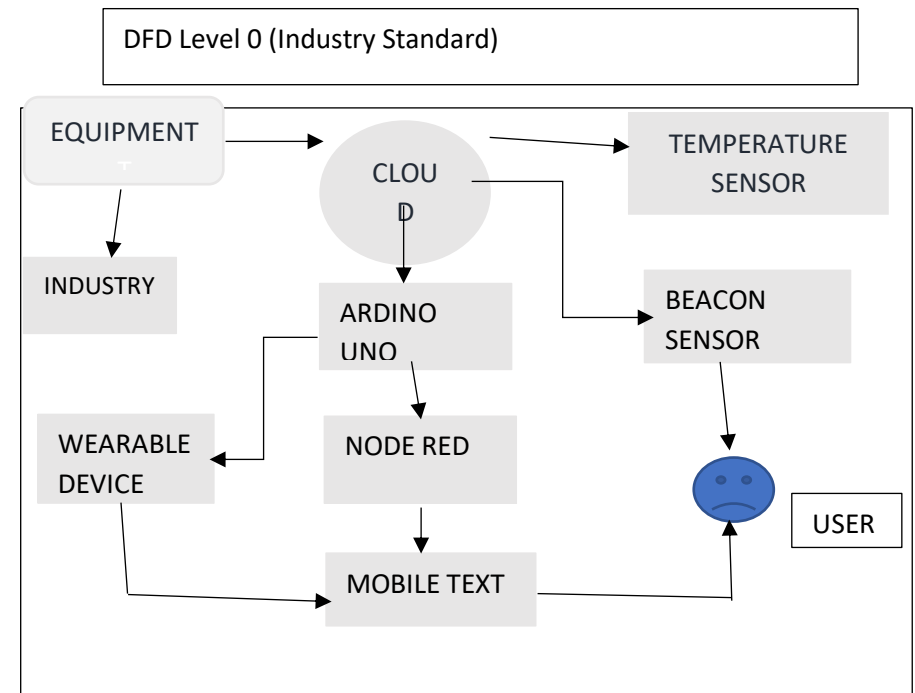 DFD Level 0 (Industry Standard)
EQUIPMENT
T
CLOU
D
TEMPERATURE
SENSOR
INDUSTRY
ARDINO
UNO
BEACON
SENSOR
WEARABLE
DEVICE
NODE RED
USER
MOBILE TEXT